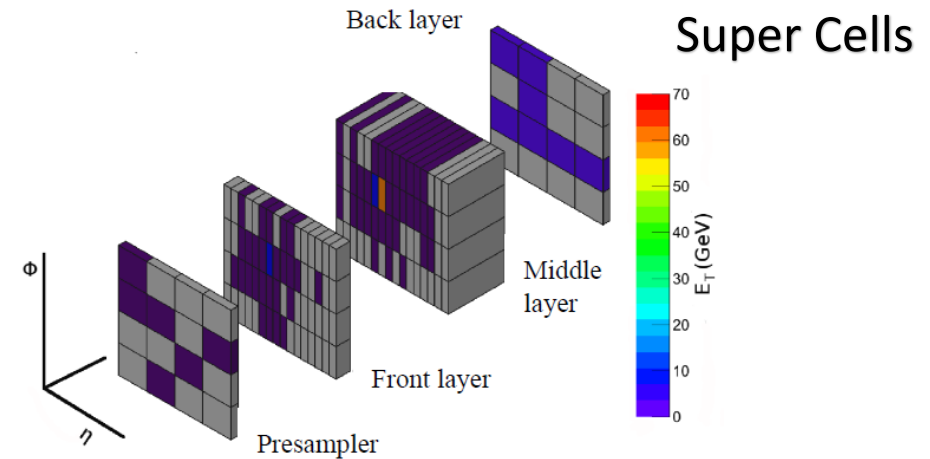 Back layer
Super Cells
70
60
50
40
30
20
10
0
E_T (GeV)
Middle
layer
Front layer
Presampler
Φ
η